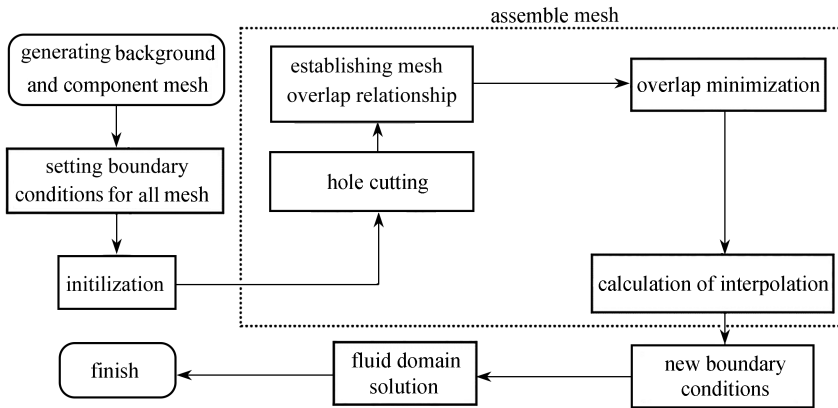 assemble mesh
generating background
and component mesh
setting boundary
conditions for all mesh
initilization
hole cutting
establishing mesh
overlap relationship
overlap minimization
calculation of interpolation
new boundary
conditions
fluid domain
solution
finish